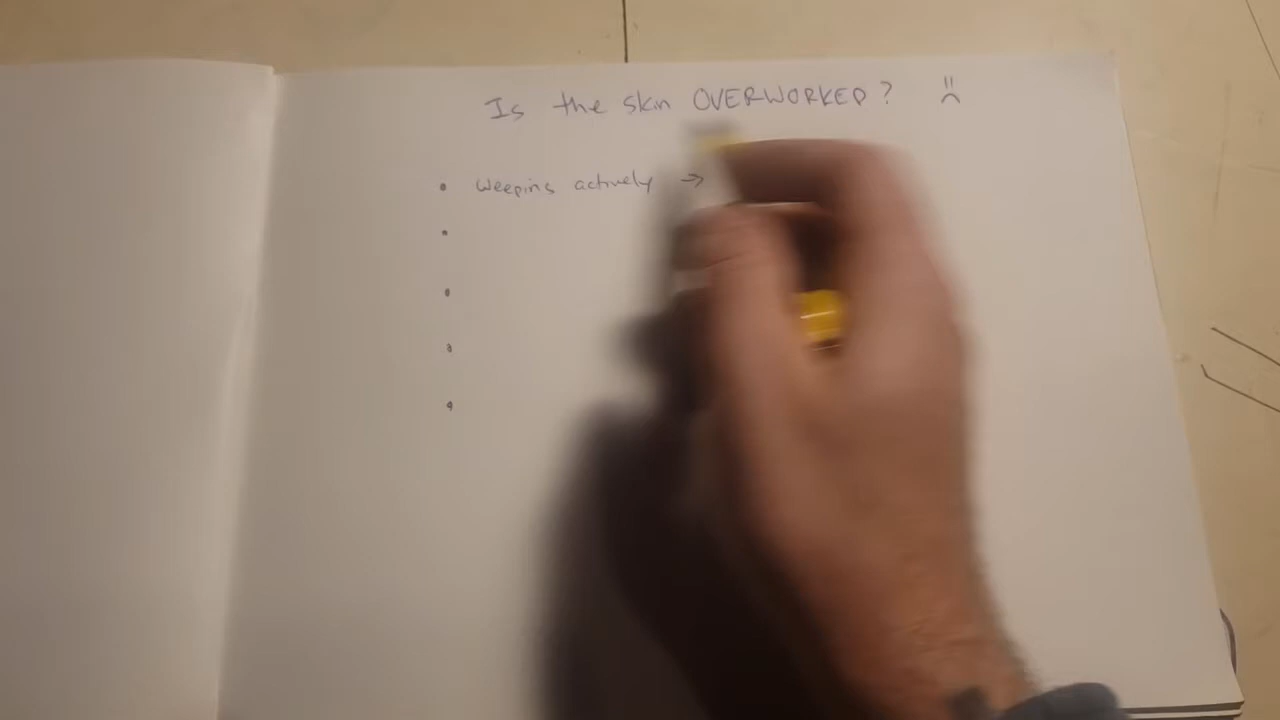 Is the skin OVERWORKED? 
• weeping actively →
•
•
•
•